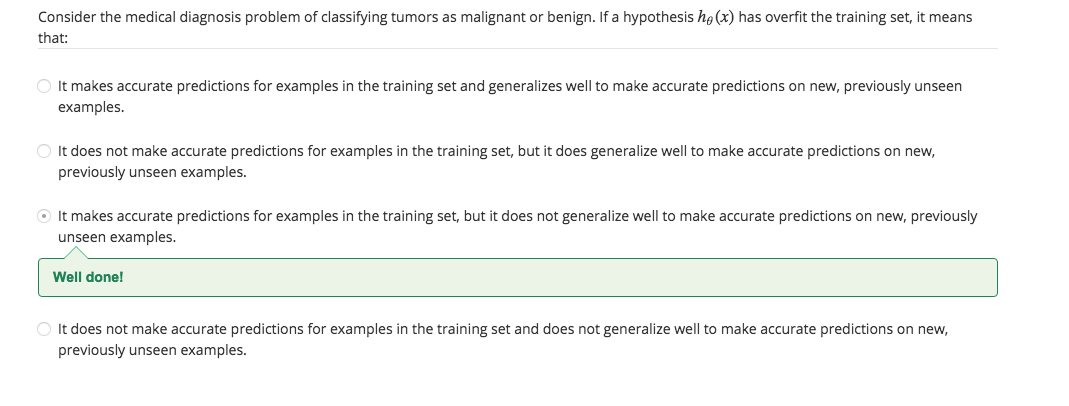 Consider the medical diagnosis problem of classifying tumors as malignant or benign. If a hypothesis hθ(x) has overfit the training set, it means
that:
It makes accurate predictions for examples in the training set and generalizes well to make accurate predictions on new, previously unseen
examples.
It does not make accurate predictions for examples in the training set, but it does generalize well to make accurate predictions on new,
previously unseen examples.
It makes accurate predictions for examples in the training set, but it does not generalize well to make accurate predictions on new, previously
unseen examples.
Well done!
It does not make accurate predictions for examples in the training set and does not generalize well to make accurate predictions on new,
previously unseen examples.